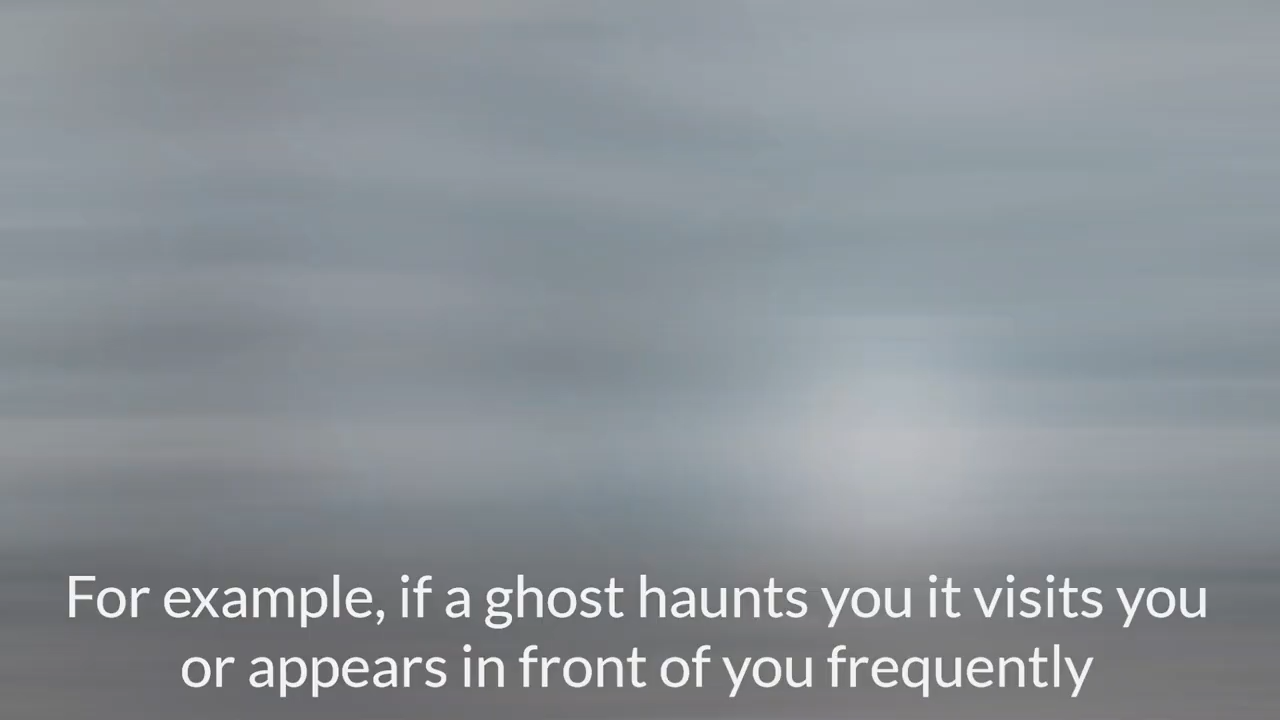 For example, if a ghost haunts you it visits you
or appears in front of you frequently